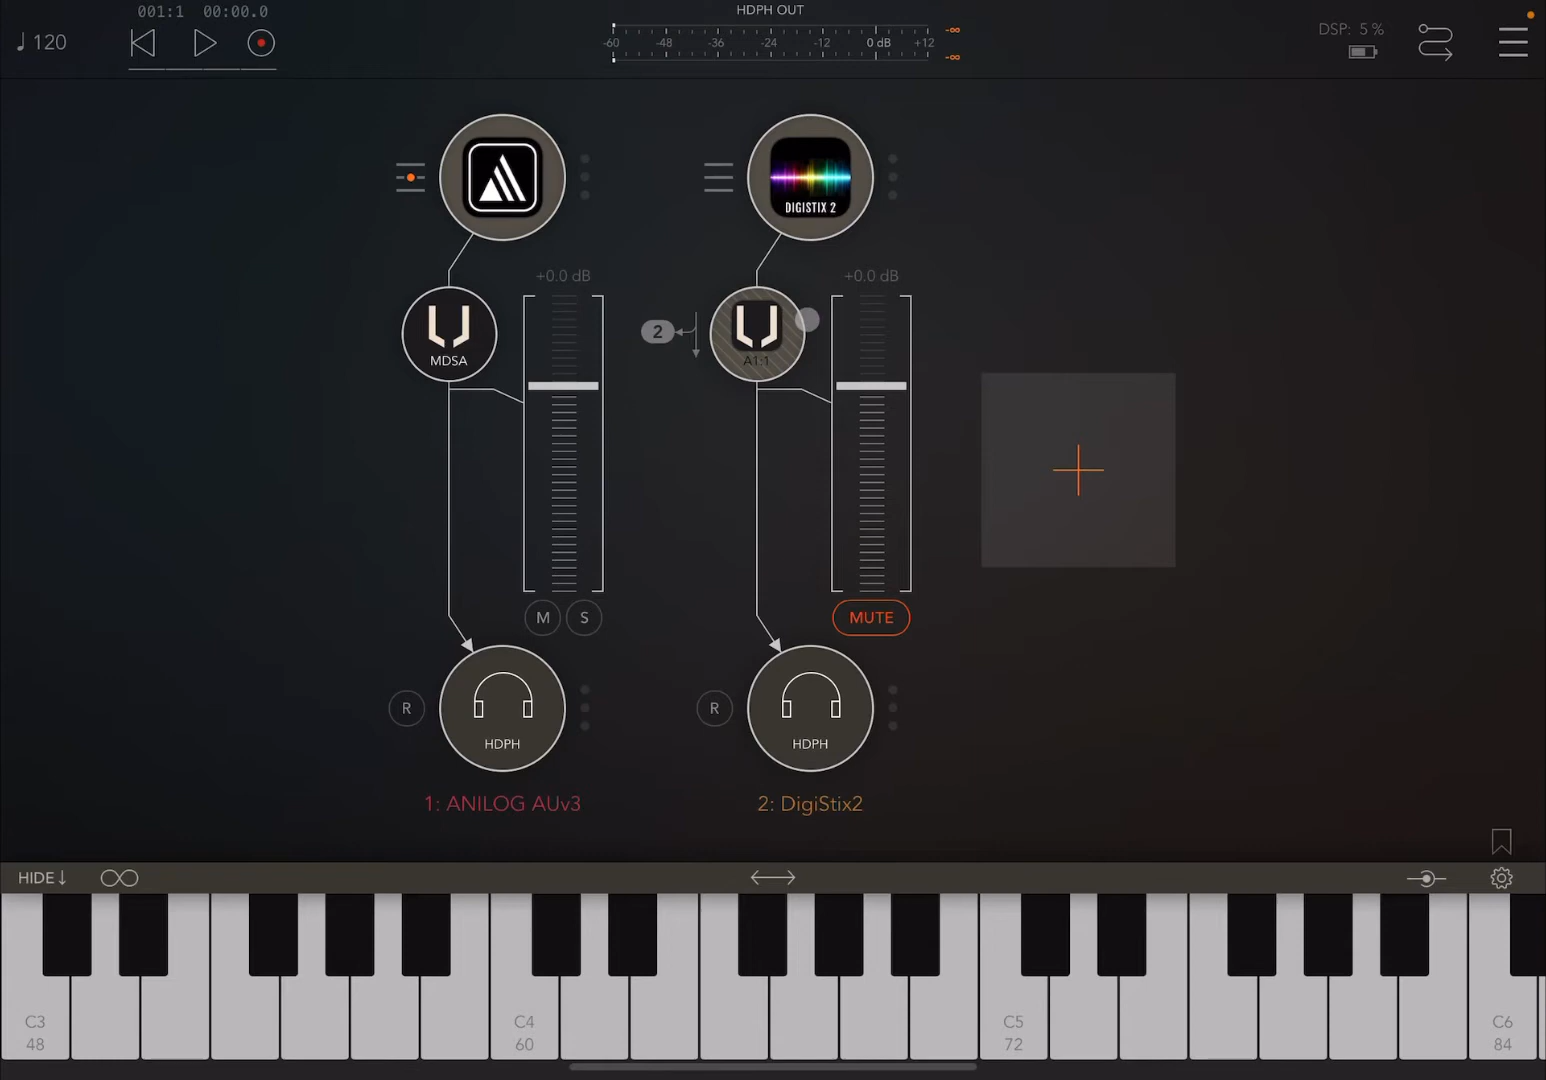 001:1 00:00.0
HDPH OUT
♩ 120
-60 -48 -36 -24 -12 0 dB +12
-∞
-∞
DSP: 5 %
DIGISTIX 2
+0.0 dB
+0.0 dB
MDSA
2
A1:1
M S
MUTE
R
HDPH
R
HDPH
1: ANILOG AUv3
2: DigiStix2
HIDE↓
C3
48
C4
60
C5
72
C6
84